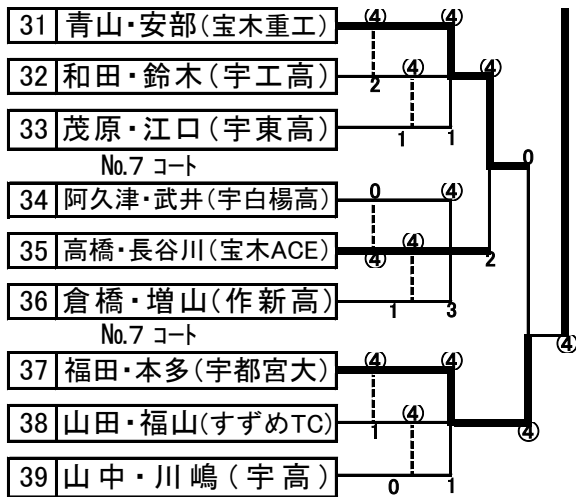 31 青山・安部(宝木重工) ④ ④
32 和田・鈴木(宇工高) 2 ④ ④
33 茂原・江口(宇東高) 1 1
No.7 コート 0
34 阿久津・武井(宇白楊高) 0 ④
35 高橋・長谷川(宝木ACE) ④ ④ 2
36 倉橋・増山(作新高) 1 3
No.7 コート ④
37 福田・本多(宇都宮大) ④ ④
38 山田・福山(すずめTC) 1 ④ ④
39 山中・川嶋(宇高) 0 1